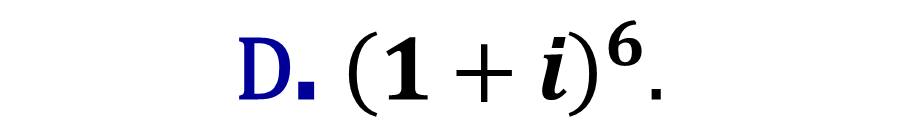 D. (1 + i)⁶.